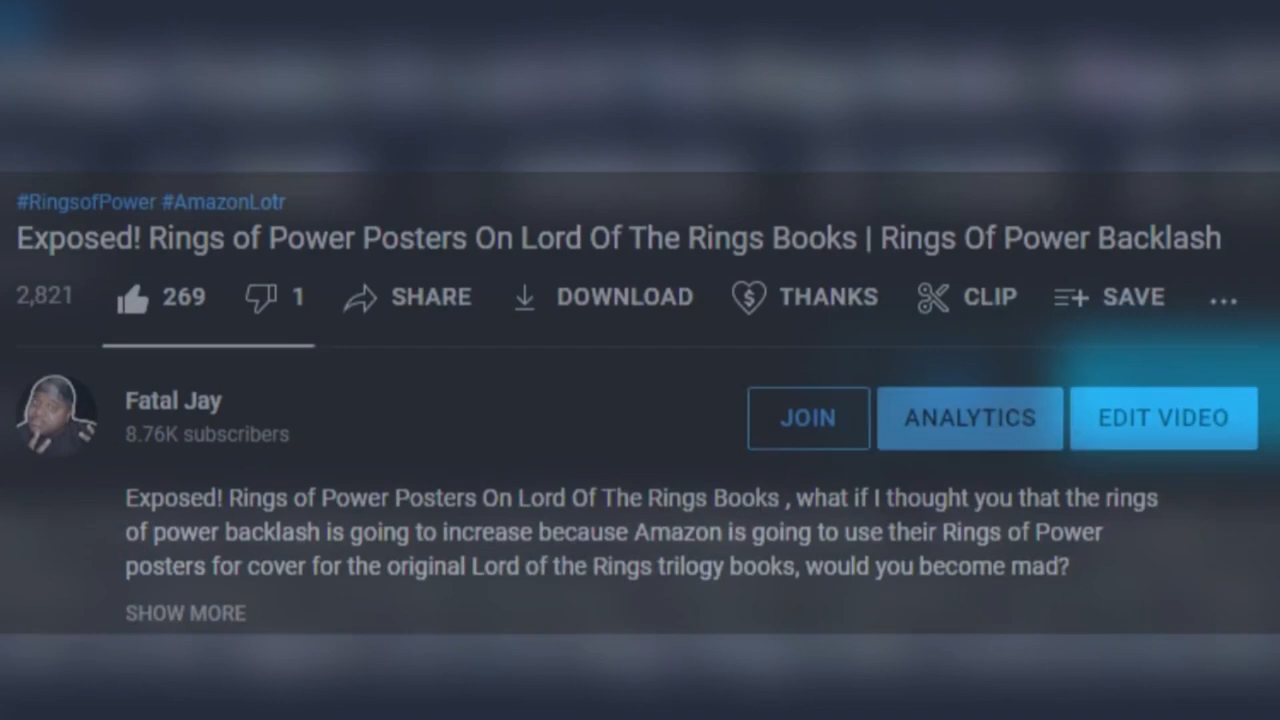 #RingsofPower #AmazonLotr
Exposed! Rings of Power Posters On Lord Of The Rings Books | Rings Of Power Backlash
2,821 269 1 SHARE DOWNLOAD THANKS CLIP SAVE ...
Fatal Jay
8.76K subscribers
JOIN ANALYTICS EDIT VIDEO
Exposed! Rings of Power Posters On Lord Of The Rings Books , what if I thought you that the rings
of power backlash is going to increase because Amazon is going to use their Rings of Power
posters for cover for the original Lord of the Rings trilogy books, would you become mad?
SHOW MORE